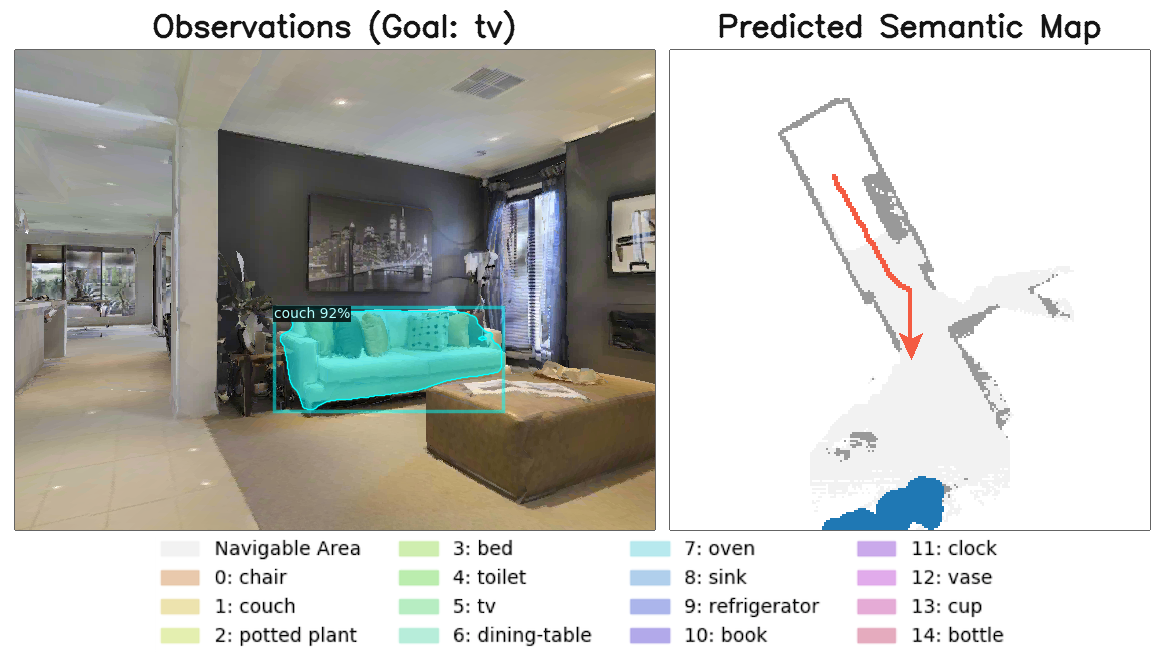 Observations (Goal: tv)
Predicted Semantic Map
couch 92%
Navigable Area
0: chair
1: couch
2: potted plant
3: bed
4: toilet
5: tv
6: dining-table
7: oven
8: sink
9: refrigerator
10: book
11: clock
12: vase
13: cup
14: bottle